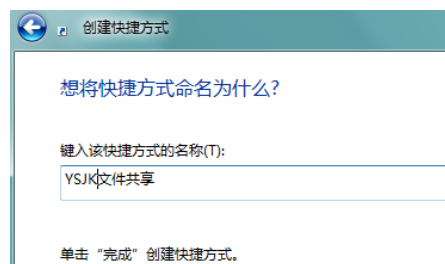 创建快捷方式
想将快捷方式命名为什么?
键入该快捷方式的名称(T):
YSJK文件共享
单击“完成”创建快捷方式。